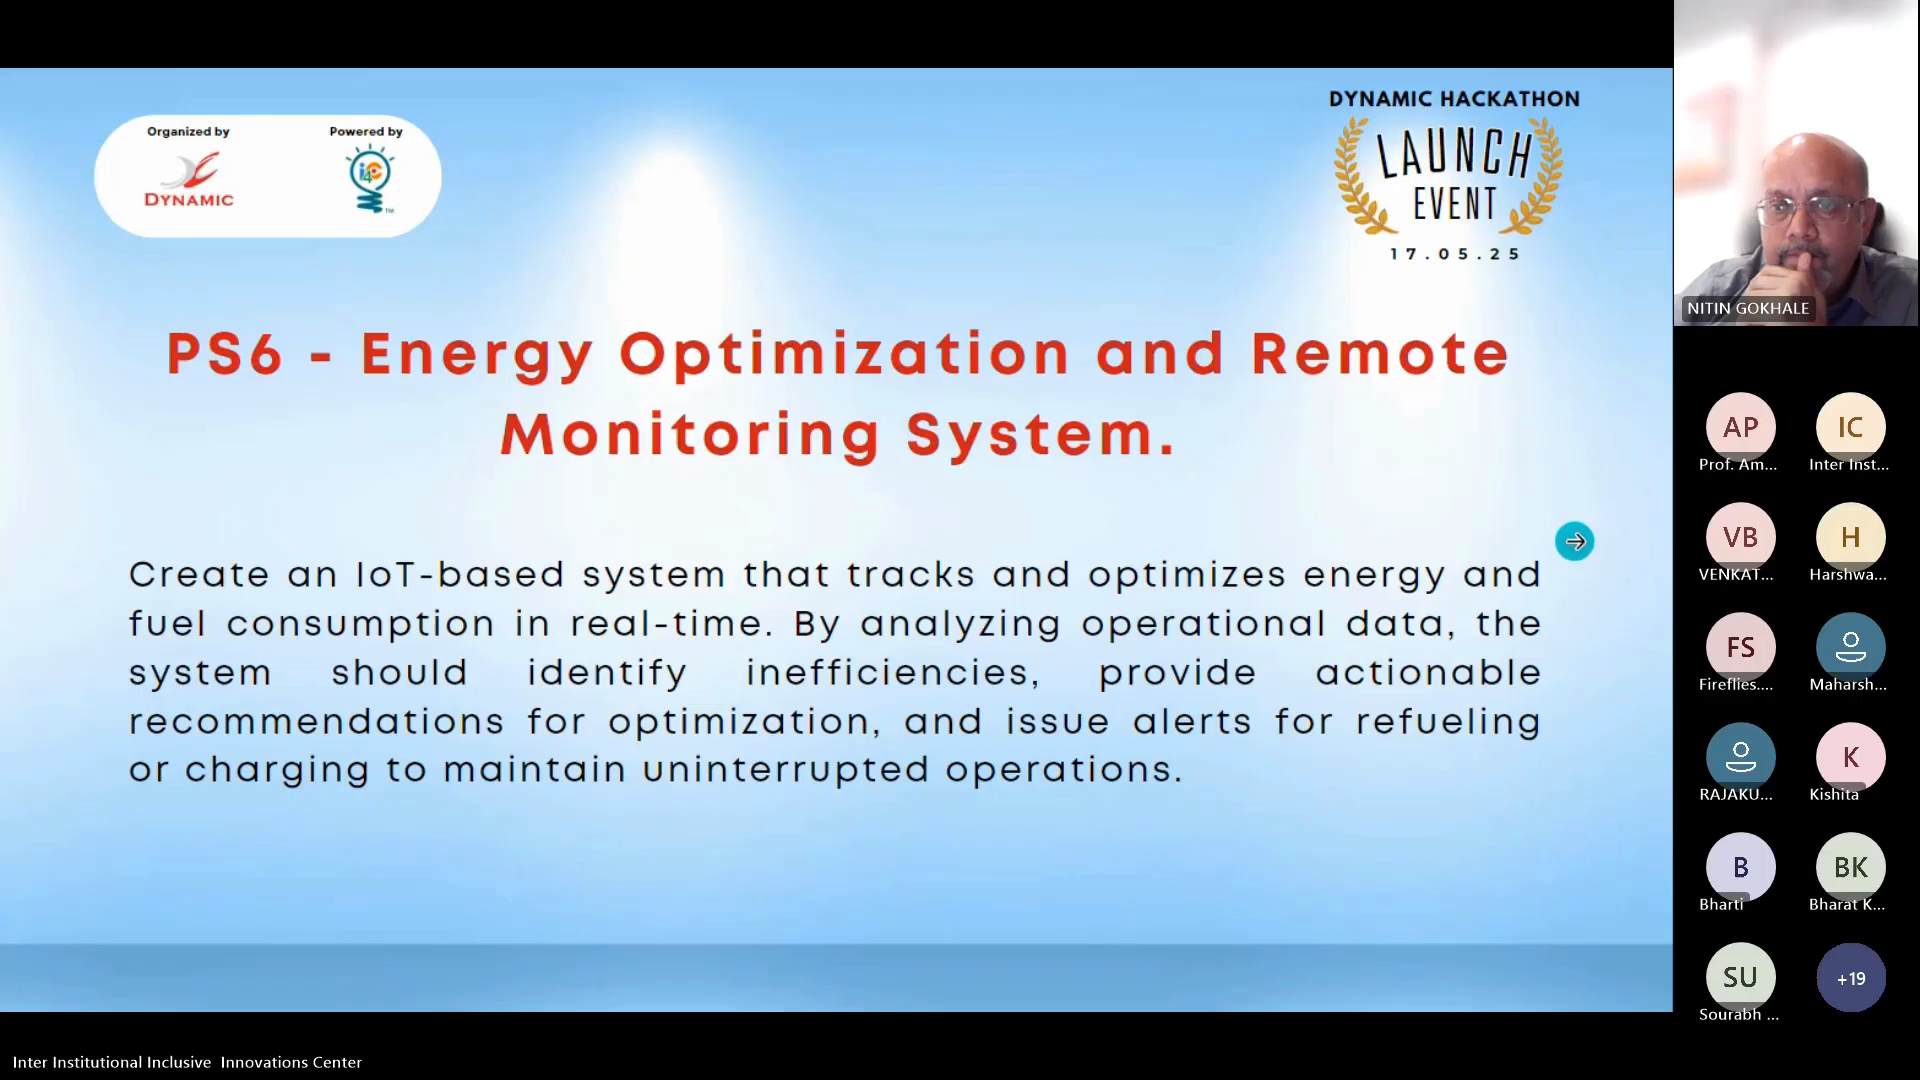 Organized by
DYNAMIC
Powered by
i4C
TM
DYNAMIC HACKATHON
LAUNCH
EVENT
17.05.25
PS6 - Energy Optimization and Remote
Monitoring System.
Create an IoT-based system that tracks and optimizes energy and
fuel consumption in real-time. By analyzing operational data, the
system should identify inefficiencies, provide actionable
recommendations for optimization, and issue alerts for refueling
or charging to maintain uninterrupted operations.
NITIN GOKHALE
AP
Prof. Am...
IC
Inter Inst...
VB
VENKAT...
H
Harshwa...
FS
Fireflies....
Maharsh...
RAJAKU...
K
Kishita
B
Bharti
BK
Bharat K...
SU
Sourabh ...
+19
Inter Institutional Inclusive Innovations Center